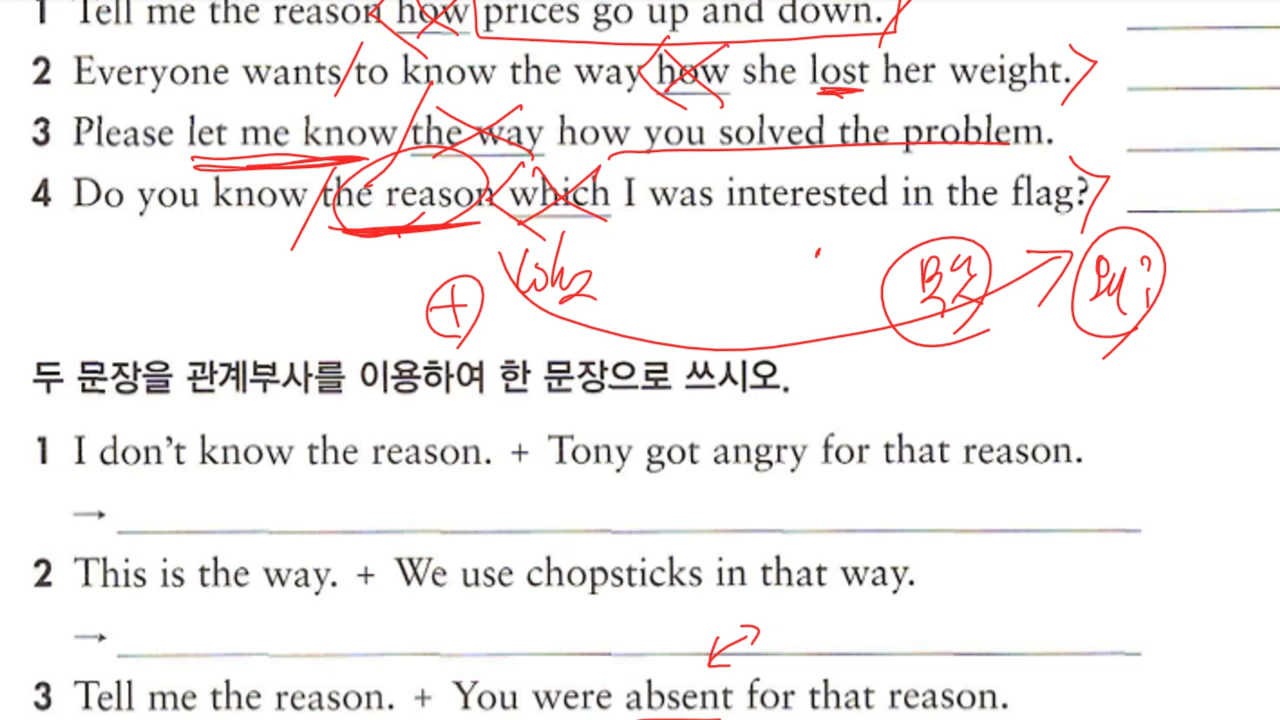 1 Tell me the reason how prices go up and down.
2 Everyone wants to know the way how she lost her weight.
3 Please let me know the way how you solved the problem.
4 Do you know the reason which I was interested in the flag?
두 문장을 관계부사를 이용하여 한 문장으로 쓰시오.
1 I don't know the reason. + Tony got angry for that reason.
→
2 This is the way. + We use chopsticks in that way.
→
3 Tell me the reason. + You were absent for that reason.